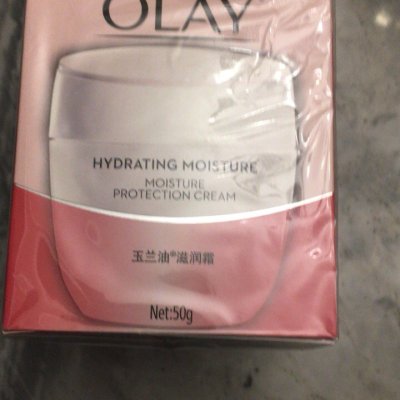 OLAY
HYDRATING MOISTURE
MOISTURE
PROTECTION CREAM
玉兰油®滋润霜
Net:50g